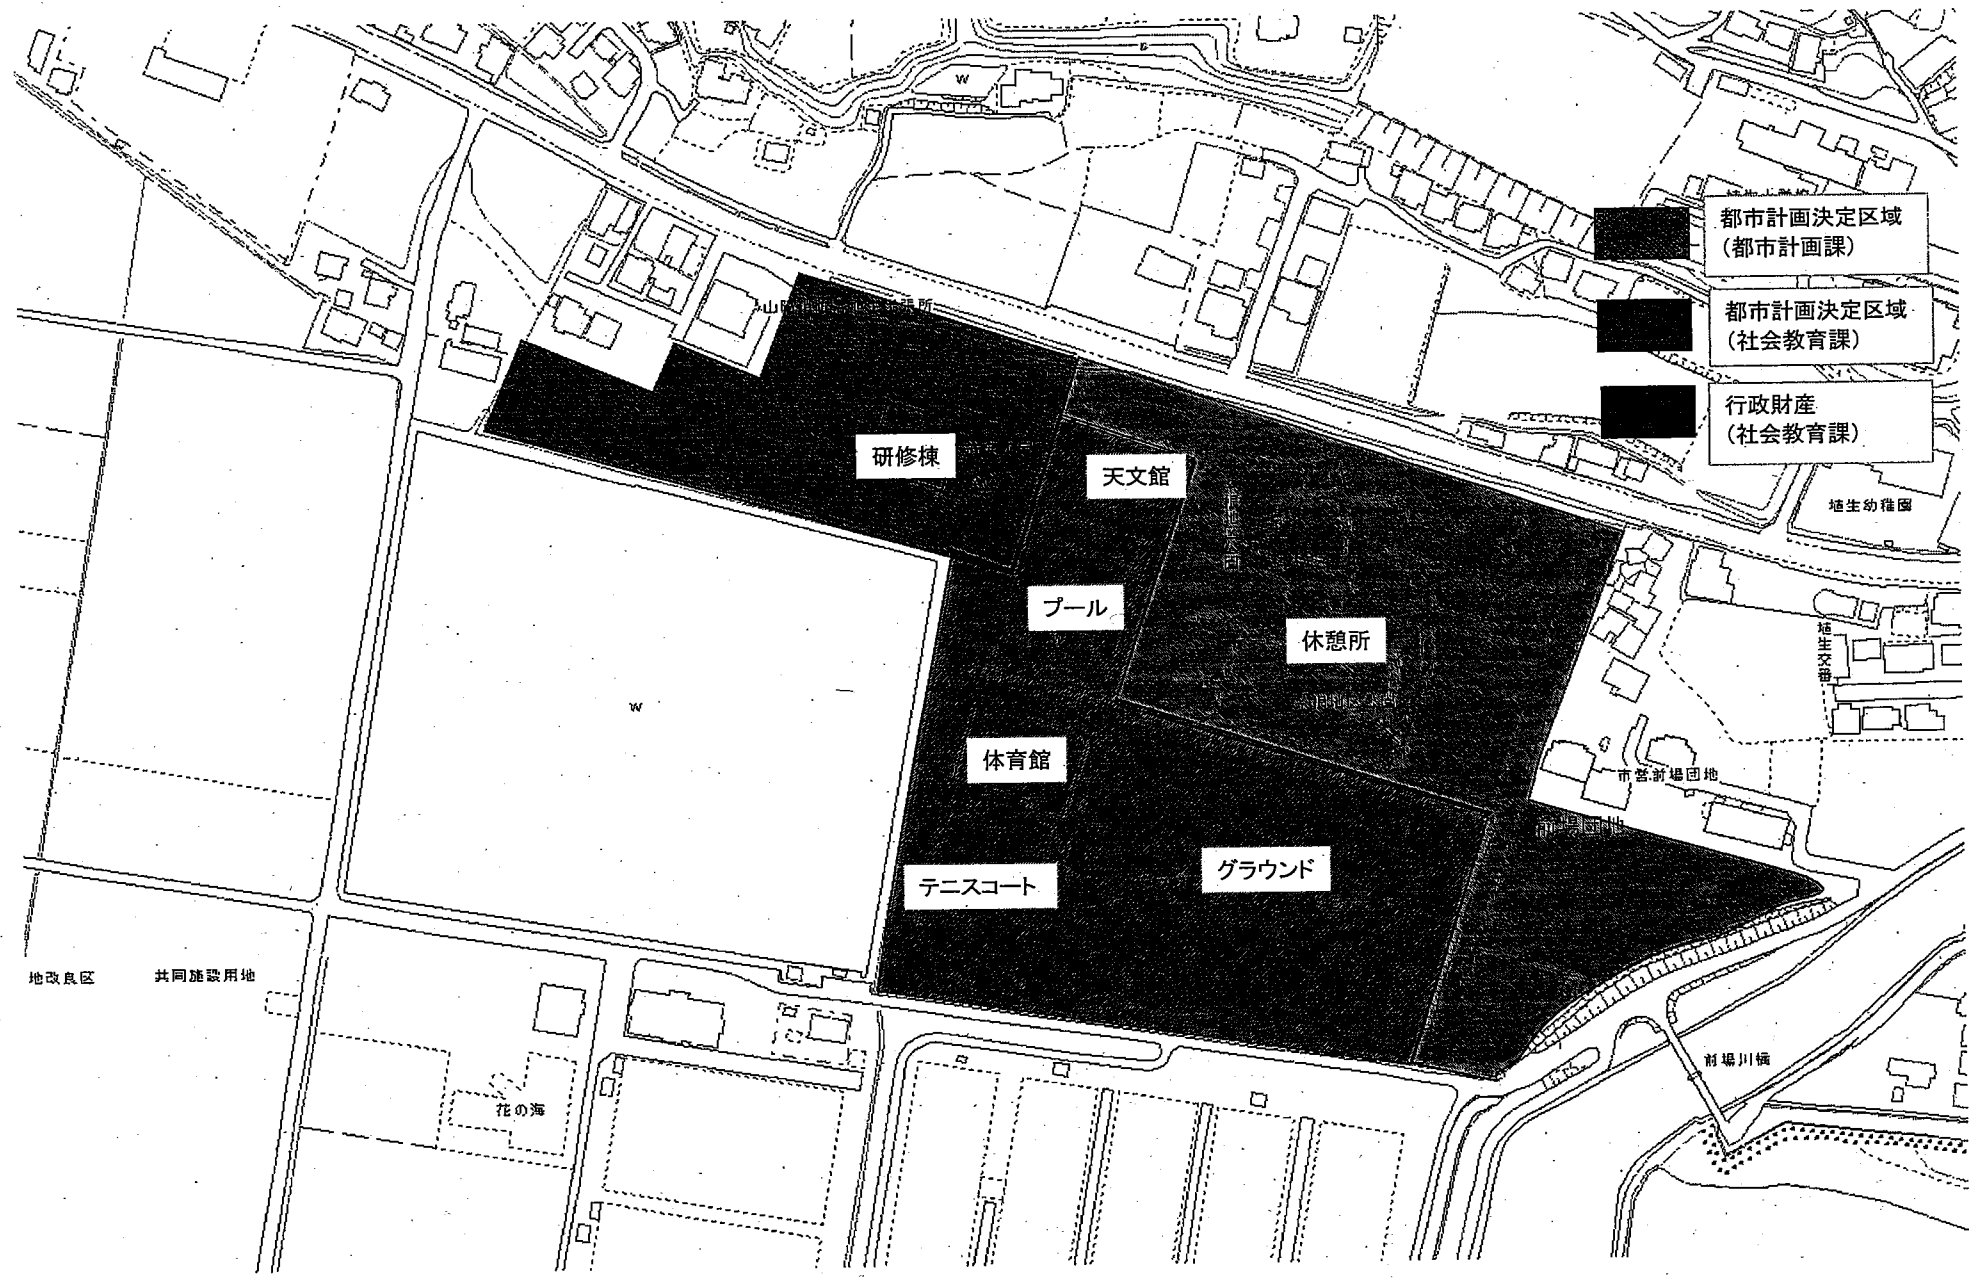 都市計画決定区域
(都市計画課)
都市計画決定区域
(社会教育課)
行政財産
(社会教育課)
W
研修棟
天文館
埴生幼稚園
プール
休憩所
埴生交番
W
体育館
市営前場団地
前場団地
グラウンド
テニスコート
地改良区
共同施設用地
前場川橋
花の海